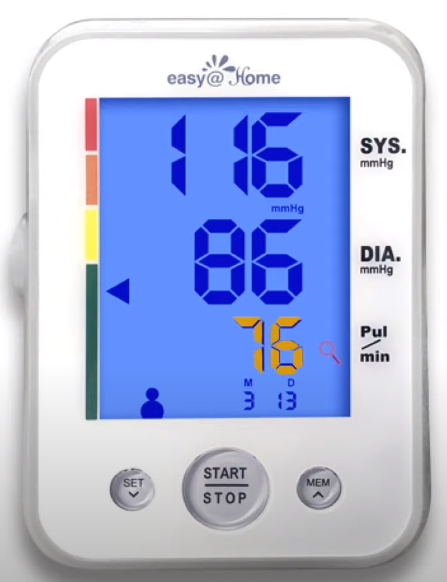 easy@Home
116
SYS.
mmHg
mmHg
86
DIA.
mmHg
76
Pul
min
M D
3 13
SET
START
STOP
MEM